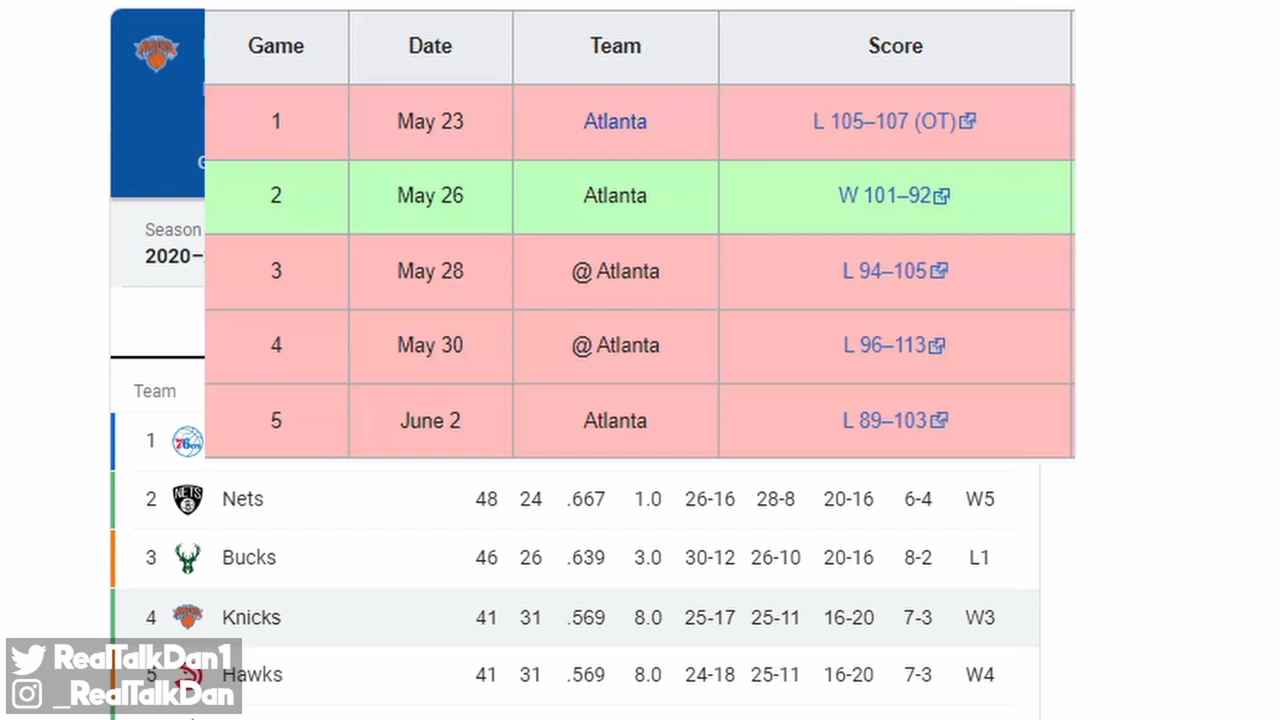 Game Date Team Score
1 May 23 Atlanta L 105–107 (OT)
2 May 26 Atlanta W 101–92
3 May 28 @ Atlanta L 94–105
4 May 30 @ Atlanta L 96–113
5 June 2 Atlanta L 89–103
Season
2020–
Team
1 76ers
2 NETS Nets 48 24 .667 1.0 26-16 28-8 20-16 6-4 W5
3 Bucks 46 26 .639 3.0 30-12 26-10 20-16 8-2 L1
4 Knicks 41 31 .569 8.0 25-17 25-11 16-20 7-3 W3
5 Hawks 41 31 .569 8.0 24-18 25-11 16-20 7-3 W4
RealTalkDan1
_RealTalkDan